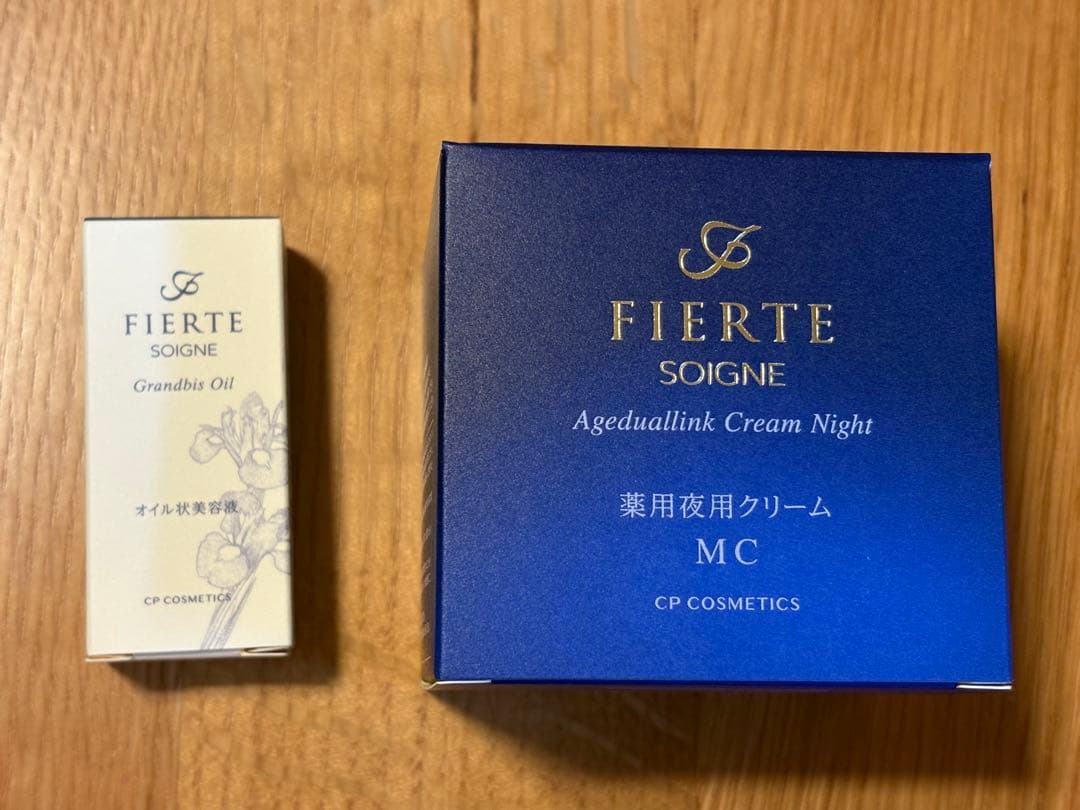 FIERTE
SOIGNE
Grandbis Oil
オイル状美容液
CP COSMETICS
FIERTE
SOIGNE
Ageduallink Cream Night
薬用夜用クリーム
MC
CP COSMETICS